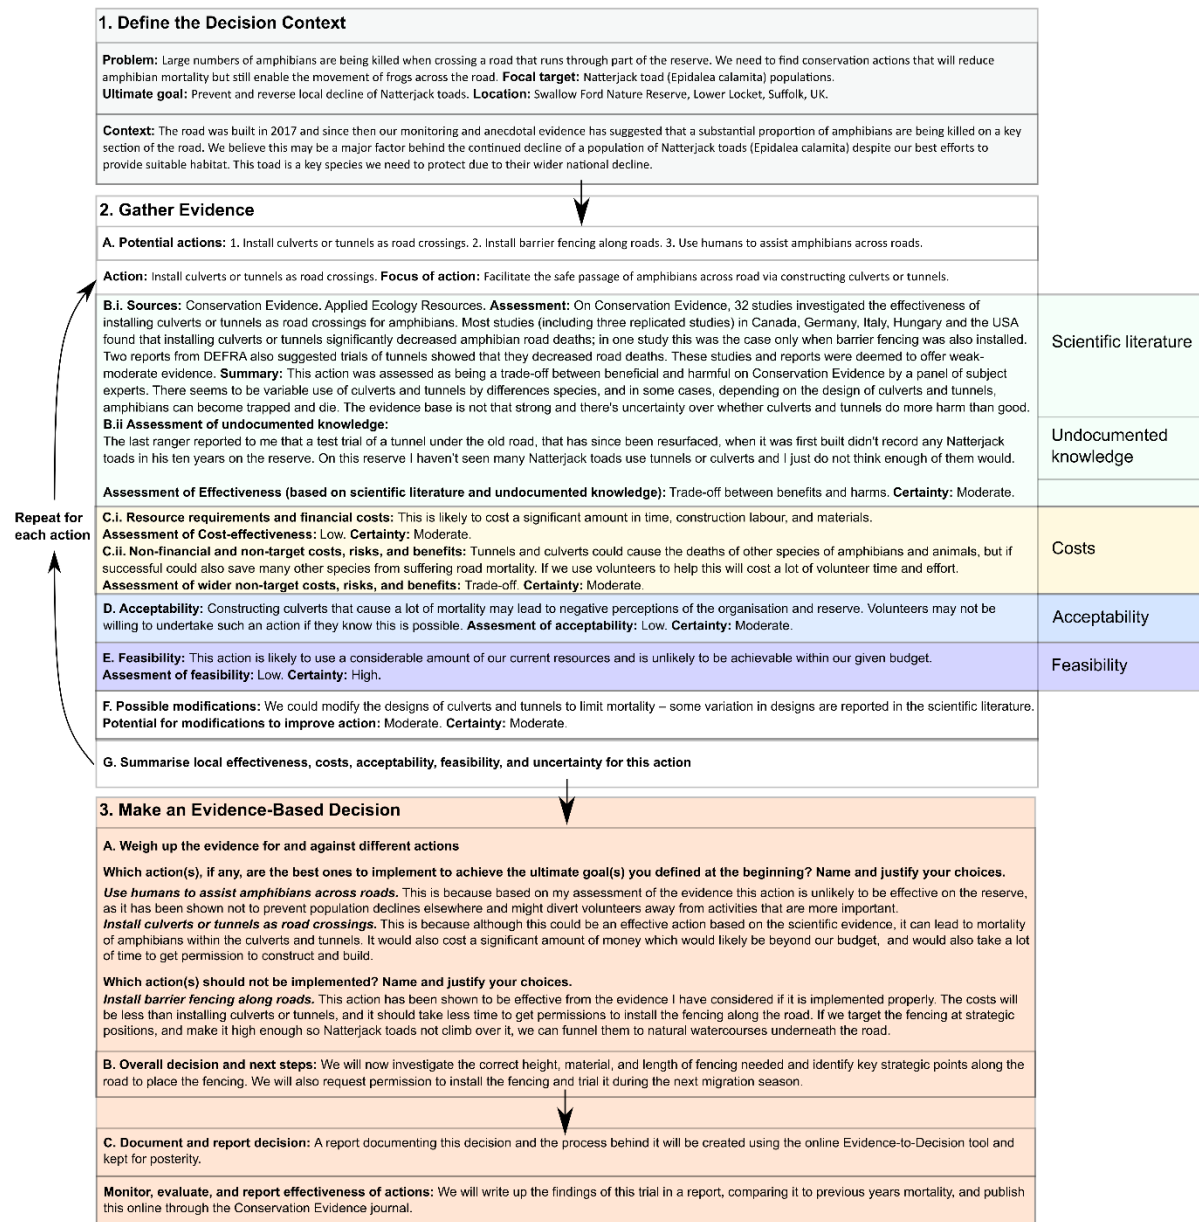 1. Define the Decision Context
Problem: Large numbers of amphibians are being killed when crossing a road that runs through part of the reserve. We need to find conservation actions that will reduce
amphibian mortality but still enable the movement of frogs across the road. Focal target: Natterjack toad (Epidalea calamita) populations.
Ultimate goal: Prevent and reverse local decline of Natterjack toads. Location: Swallow Ford Nature Reserve, Lower Locket, Suffolk, UK.
Context: The road was built in 2017 and since then our monitoring and anecdotal evidence has suggested that a substantial proportion of amphibians are being killed on a key
section of the road. We believe this may be a major factor behind the continued decline of a population of Natterjack toads (Epidalea calamita) despite our best efforts to
provide suitable habitat. This toad is a key species we need to protect due to their wider national decline.
2. Gather Evidence
A. Potential actions: 1. Install culverts or tunnels as road crossings. 2. Install barrier fencing along roads. 3. Use humans to assist amphibians across roads.
Action: Install culverts or tunnels as road crossings. Focus of action: Facilitate the safe passage of amphibians across road via constructing culverts or tunnels.
B.i. Sources: Conservation Evidence. Applied Ecology Resources. Assessment: On Conservation Evidence, 32 studies investigated the effectiveness of
installing culverts or tunnels as road crossings for amphibians. Most studies (including three replicated studies) in Canada, Germany, Italy, Hungary and the USA
found that installing culverts or tunnels significantly decreased amphibian road deaths; in one study this was the case only when barrier fencing was also installed.
Two reports from DEFRA also suggested trials of tunnels showed that they decreased road deaths. These studies and reports were deemed to offer weak-
moderate evidence. Summary: This action was assessed as being a trade-off between beneficial and harmful on Conservation Evidence by a panel of subject
experts. There seems to be variable use of culverts and tunnels by differences species, and in some cases, depending on the design of culverts and tunnels,
amphibians can become trapped and die. The evidence base is not that strong and there's uncertainty over whether culverts and tunnels do more harm than good.
Scientific literature
B.ii Assessment of undocumented knowledge:
The last ranger reported to me that a test trial of a tunnel under the old road, that has since been resurfaced, when it was first built didn't record any Natterjack
toads in his ten years on the reserve. On this reserve I haven't seen many Natterjack toads use tunnels or culverts and I just do not think enough of them would.
Undocumented
knowledge
Assessment of Effectiveness (based on scientific literature and undocumented knowledge): Trade-off between benefits and harms. Certainty: Moderate.
Repeat for
each action
C.i. Resource requirements and financial costs: This is likely to cost a significant amount in time, construction labour, and materials.
Assessment of Cost-effectiveness: Low. Certainty: Moderate.
C.ii. Non-financial and non-target costs, risks, and benefits: Tunnels and culverts could cause the deaths of other species of amphibians and animals, but if
successful could also save many other species from suffering road mortality. If we use volunteers to help this will cost a lot of volunteer time and effort.
Assessment of wider non-target costs, risks, and benefits: Trade-off. Certainty: Moderate.
Costs
D. Acceptability: Constructing culverts that cause a lot of mortality may lead to negative perceptions of the organisation and reserve. Volunteers may not be
willing to undertake such an action if they know this is possible. Assesment of acceptability: Low. Certainty: Moderate.
Acceptability
E. Feasibility: This action is likely to use a considerable amount of our current resources and is unlikely to be achievable within our given budget.
Assesment of feasibility: Low. Certainty: High.
Feasibility
F. Possible modifications: We could modify the designs of culverts and tunnels to limit mortality – some variation in designs are reported in the scientific literature.
Potential for modifications to improve action: Moderate. Certainty: Moderate.
G. Summarise local effectiveness, costs, acceptability, feasibility, and uncertainty for this action
3. Make an Evidence-Based Decision
A. Weigh up the evidence for and against different actions
Which action(s), if any, are the best ones to implement to achieve the ultimate goal(s) you defined at the beginning? Name and justify your choices.
Use humans to assist amphibians across roads. This is because based on my assessment of the evidence this action is unlikely to be effective on the reserve,
as it has been shown not to prevent population declines elsewhere and might divert volunteers away from activities that are more important.
Install culverts or tunnels as road crossings. This is because although this could be an effective action based on the scientific evidence, it can lead to mortality
of amphibians within the culverts and tunnels. It would also cost a significant amount of money which would likely be beyond our budget, and would also take a lot
of time to get permission to construct and build.
Which action(s) should not be implemented? Name and justify your choices.
Install barrier fencing along roads. This action has been shown to be effective from the evidence I have considered if it is implemented properly. The costs will
be less than installing culverts or tunnels, and it should take less time to get permissions to install the fencing along the road. If we target the fencing at strategic
positions, and make it high enough so Natterjack toads not climb over it, we can funnel them to natural watercourses underneath the road.
B. Overall decision and next steps: We will now investigate the correct height, material, and length of fencing needed and identify key strategic points along the
road to place the fencing. We will also request permission to install the fencing and trial it during the next migration season.
C. Document and report decision: A report documenting this decision and the process behind it will be created using the online Evidence-to-Decision tool and
kept for posterity.
Monitor, evaluate, and report effectiveness of actions: We will write up the findings of this trial in a report, comparing it to previous years mortality, and publish
this online through the Conservation Evidence journal.